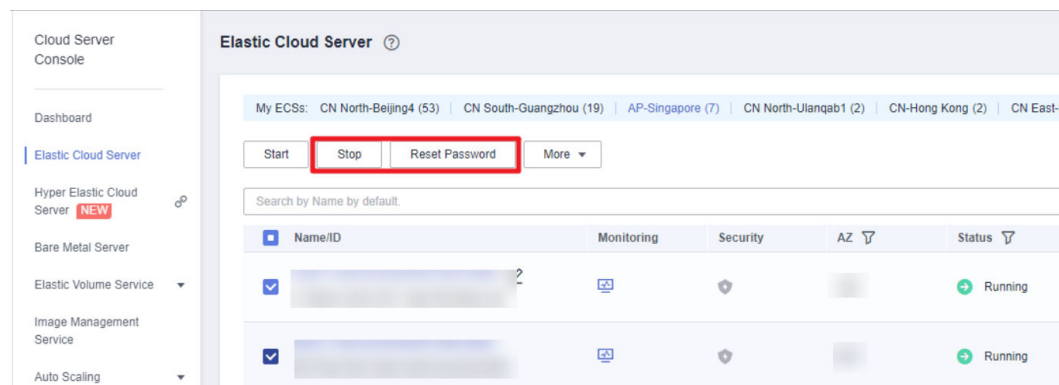 Cloud Server
Console
Elastic Cloud Server ?
My ECSs: CN North-Beijing4 (53) | CN South-Guangzhou (19) | AP-Singapore (7) | CN North-Ulanqab1 (2) | CN-Hong Kong (2) | CN East-
Dashboard
Elastic Cloud Server
Start Stop Reset Password More
Hyper Elastic Cloud
Server NEW
Search by Name by default.
Name/ID Monitoring Security AZ Status
Bare Metal Server
Elastic Volume Service
Running
Image Management
Service
Running
Auto Scaling